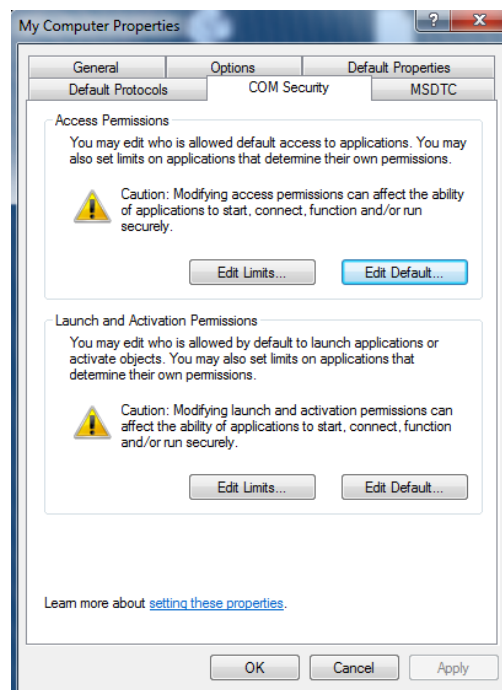 My Computer Properties
General Options Default Properties
Default Protocols COM Security MSDTC
Access Permissions
You may edit who is allowed default access to applications. You may
also set limits on applications that determine their own permissions.
Caution: Modifying access permissions can affect the ability
of applications to start, connect, function and/or run
securely.
Edit Limits... Edit Default...
Launch and Activation Permissions
You may edit who is allowed by default to launch applications or
activate objects. You may also set limits on applications that
determine their own permissions.
Caution: Modifying launch and activation permissions can
affect the ability of applications to start, connect, function
and/or run securely.
Edit Limits... Edit Default...
Learn more about setting these properties.
OK Cancel Apply